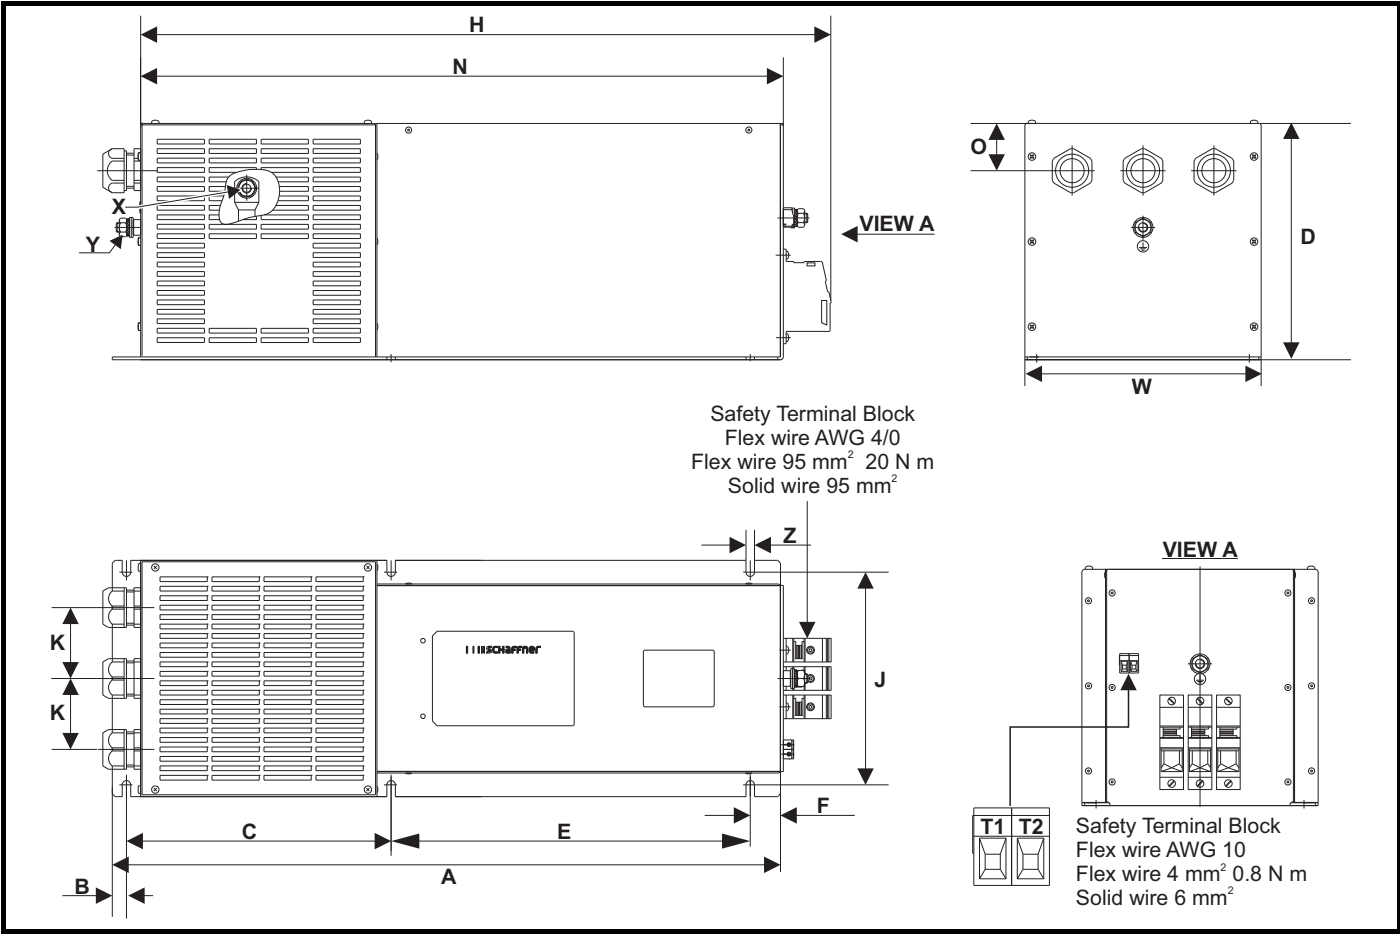 H
N
O
X
Y
VIEW A
D
W
Safety Terminal Block
Flex wire AWG 4/0
Flex wire 95 mm² 20 N m
Solid wire 95 mm²
Z
VIEW A
K
K
SCHAFFNER
J
F
C
E
A
B
T1 T2
Safety Terminal Block
Flex wire AWG 10
Flex wire 4 mm² 0.8 N m
Solid wire 6 mm²